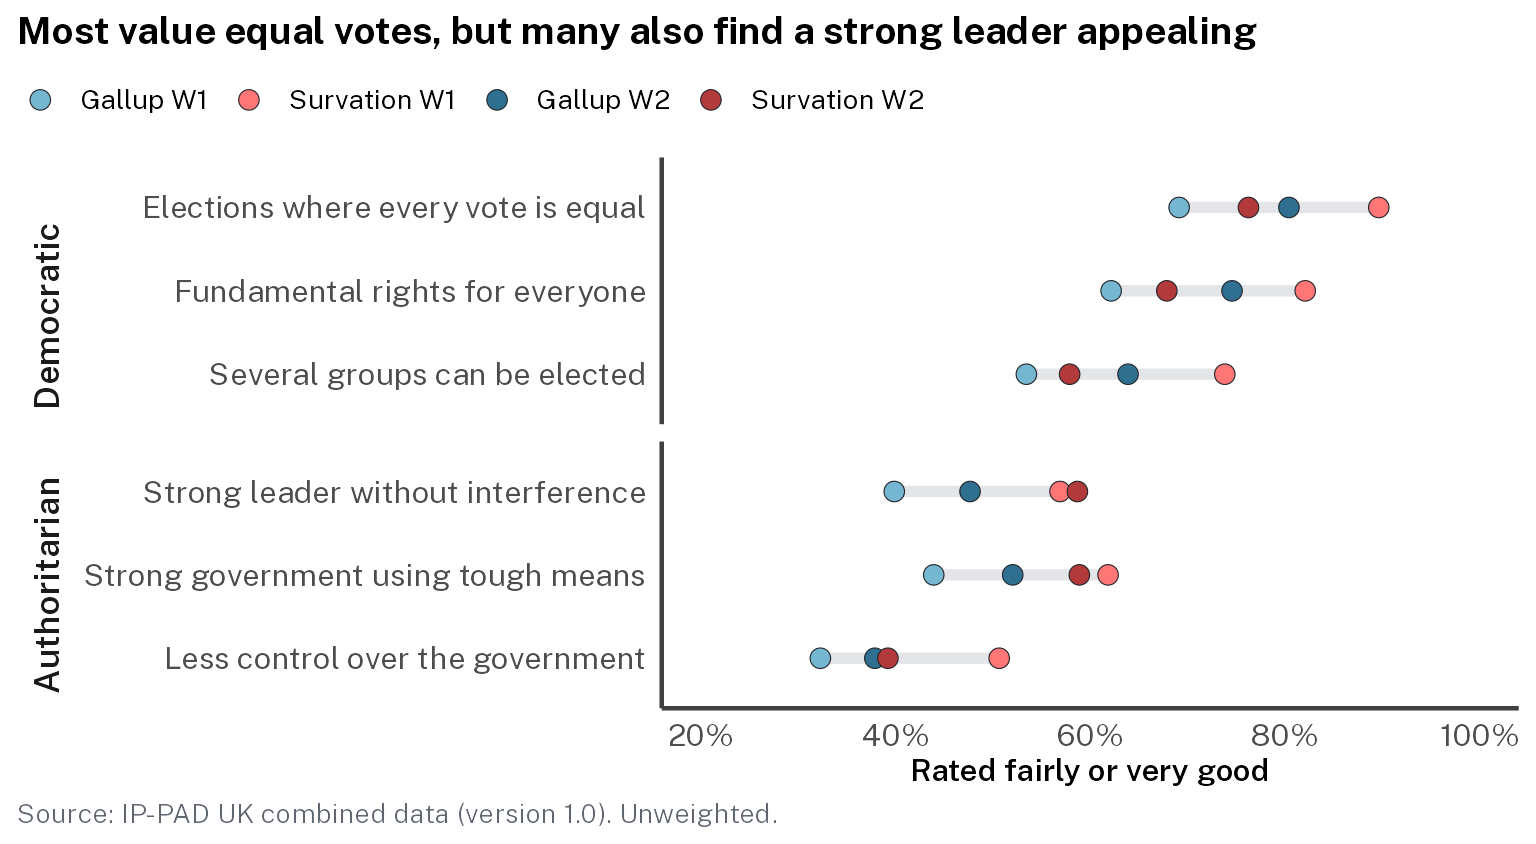 Most value equal votes, but many also find a strong leader appealing
Gallup W1 Survation W1 Gallup W2 Survation W2
Democratic
Elections where every vote is equal
Fundamental rights for everyone
Several groups can be elected
Authoritarian
Strong leader without interference
Strong government using tough means
Less control over the government
20% 40% 60% 80% 100%
Rated fairly or very good
Source: IP-PAD UK combined data (version 1.0). Unweighted.